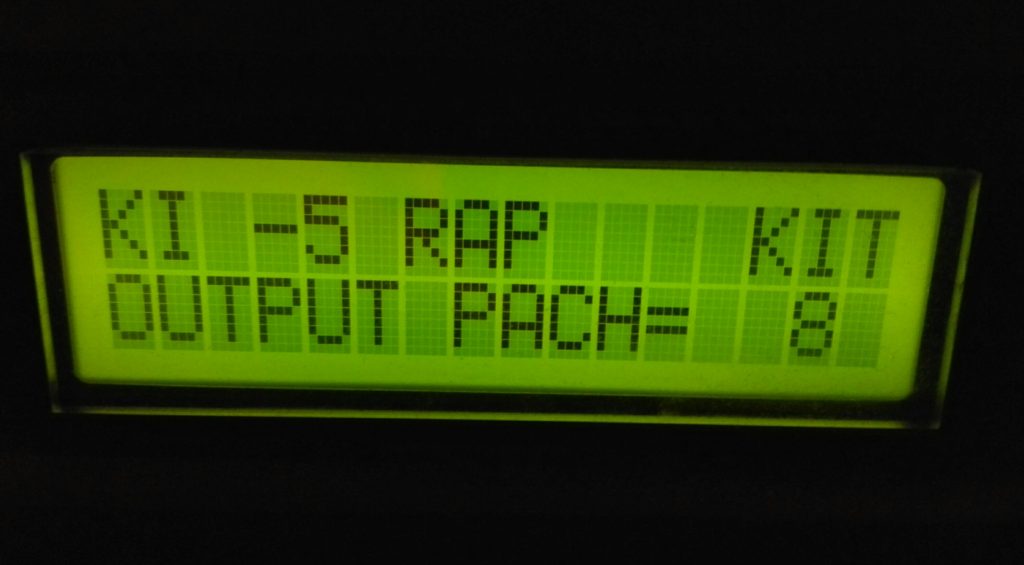 KI -5 RAP    KIT
OUTPUT PACH=  8